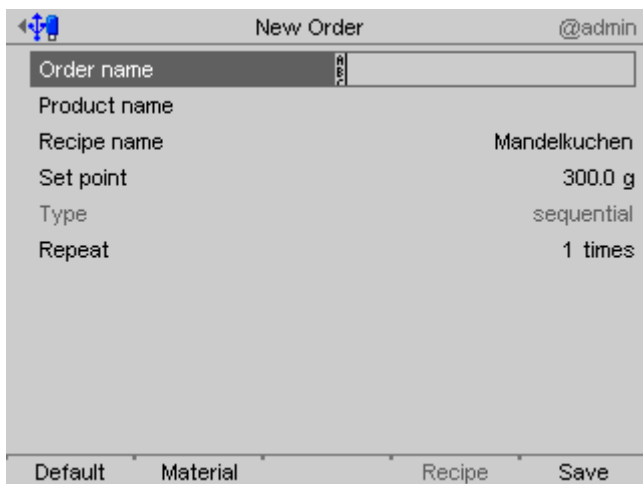 New Order @admin
Order name ABC
Product name
Recipe name Mandelkuchen
Set point 300.0 g
Type sequential
Repeat 1 times
Default Material Recipe Save